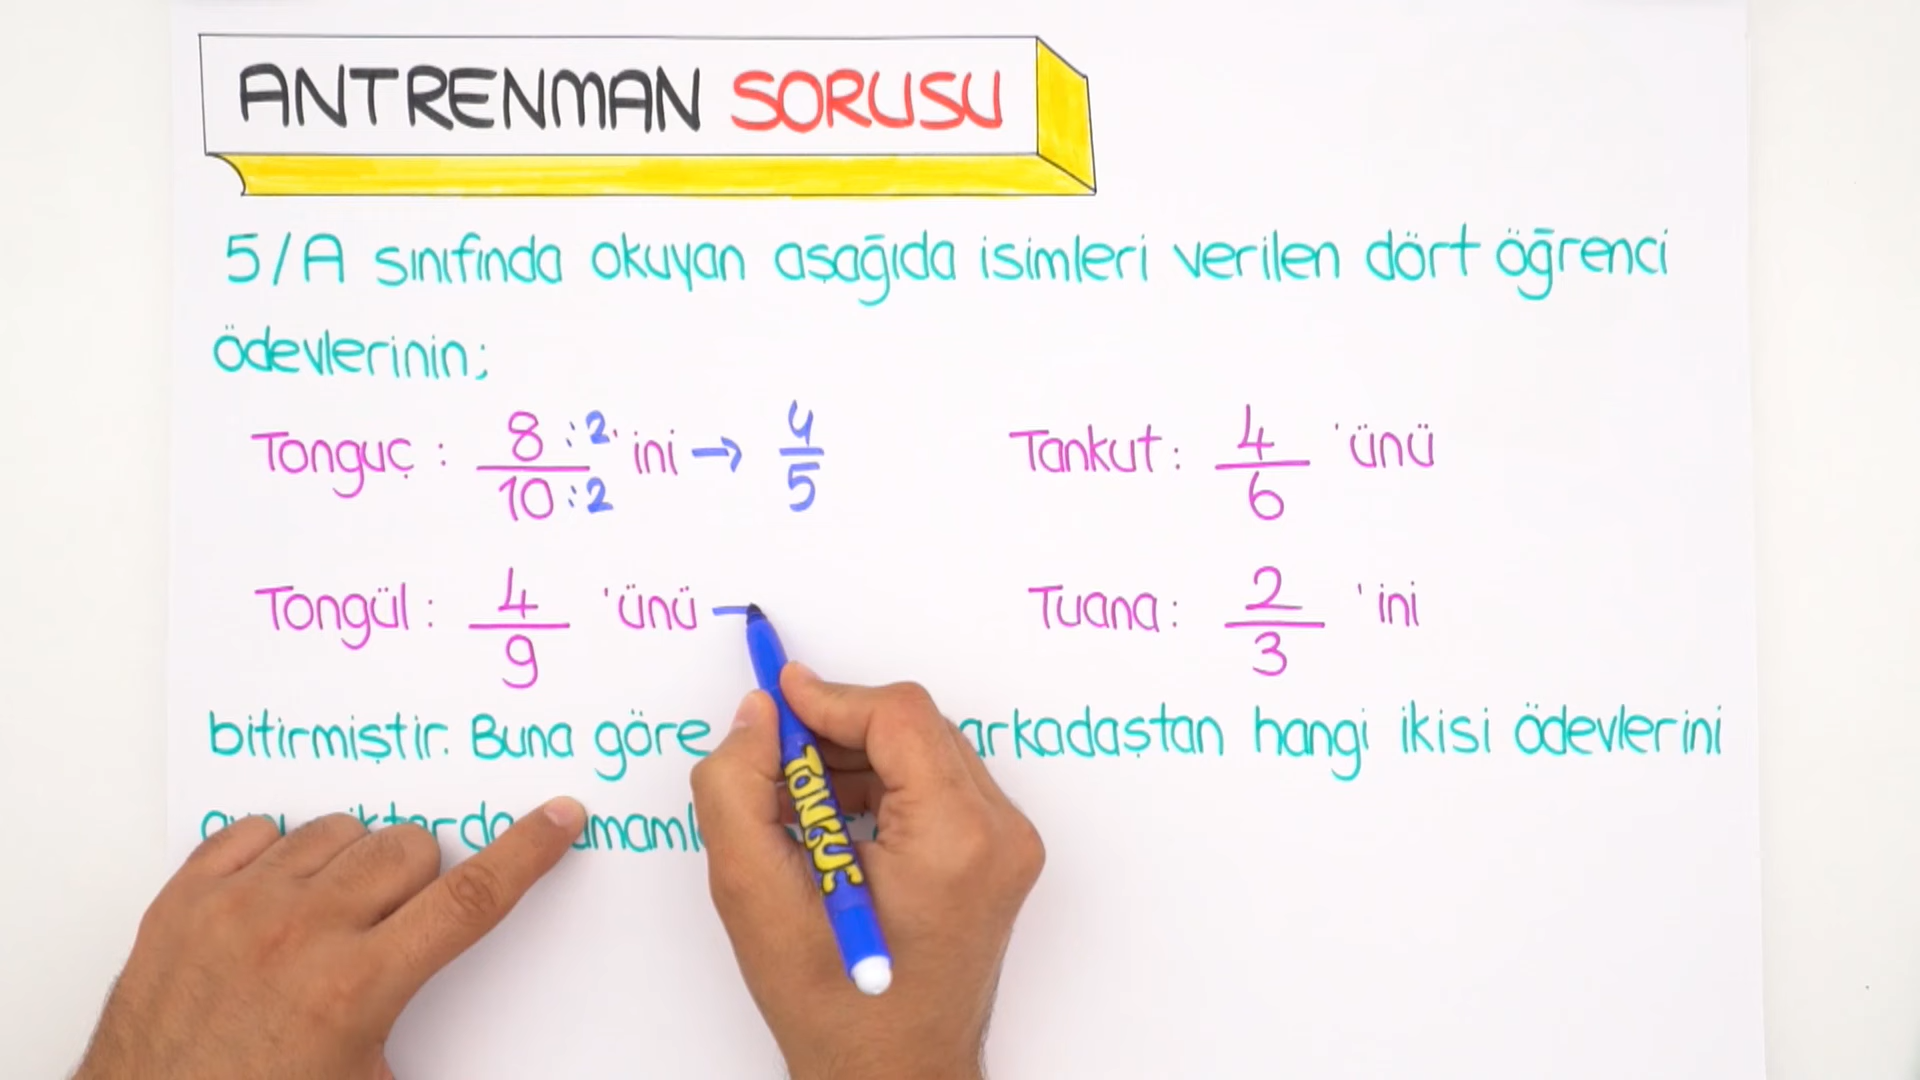 ANTRENMAN SORUSU
5/A sınıfında okuyan aşağıda isimleri verilen dört öğrenci
ödevlerinin;
Tonguç : 8 :2 / 10 :2 'ini → 4/5
Tankut : 4/6 'ünü
Tongül : 4/9 'ünü
Tuana : 2/3 'ini
bitirmiştir. Buna göre arkadaştan hangi ikisi ödevlerini
TONGUÇ